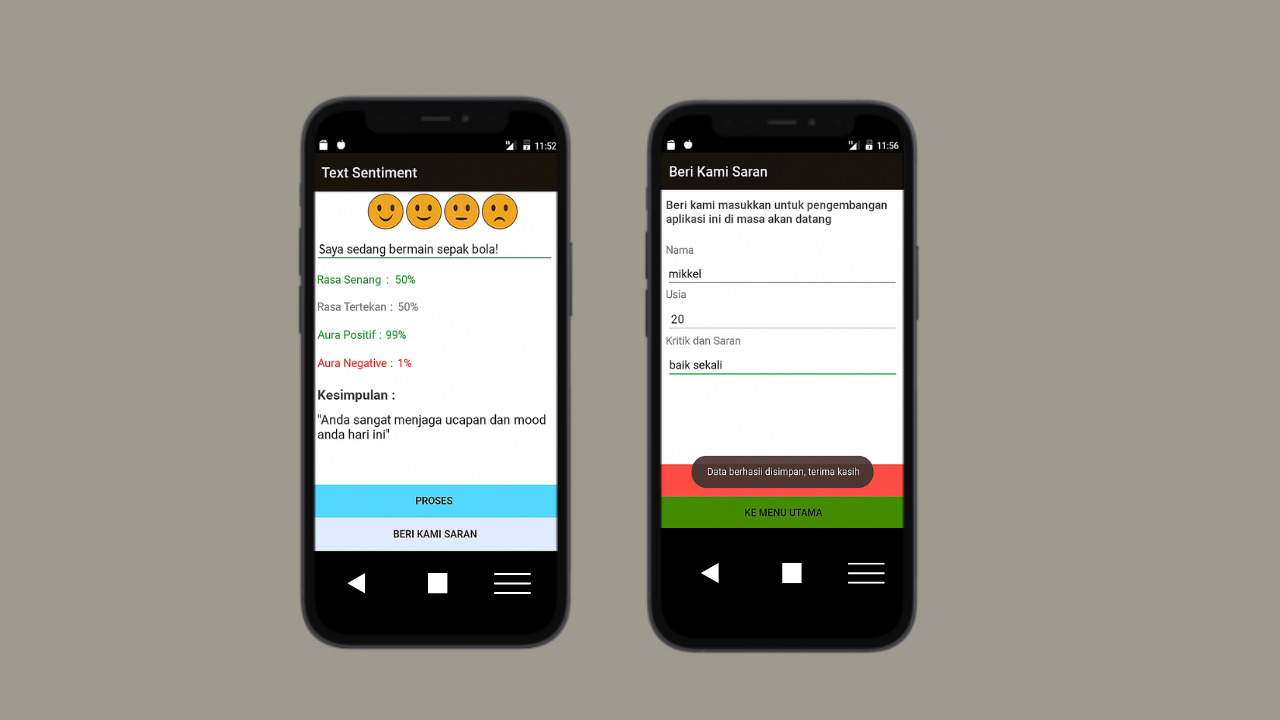 11:52
Text Sentiment
Saya sedang bermain sepak bola!
Rasa Senang : 50%
Rasa Tertekan : 50%
Aura Positif : 99%
Aura Negative : 1%
Kesimpulan :
"Anda sangat menjaga ucapan dan mood
anda hari ini"
PROSES
BERI KAMI SARAN
11:56
Beri Kami Saran
Beri kami masukkan untuk pengembangan
aplikasi ini di masa akan datang
Nama
mikkel
Usia
20
Kritik dan Saran
baik sekali
Data berhasil disimpan, terima kasih
KE MENU UTAMA